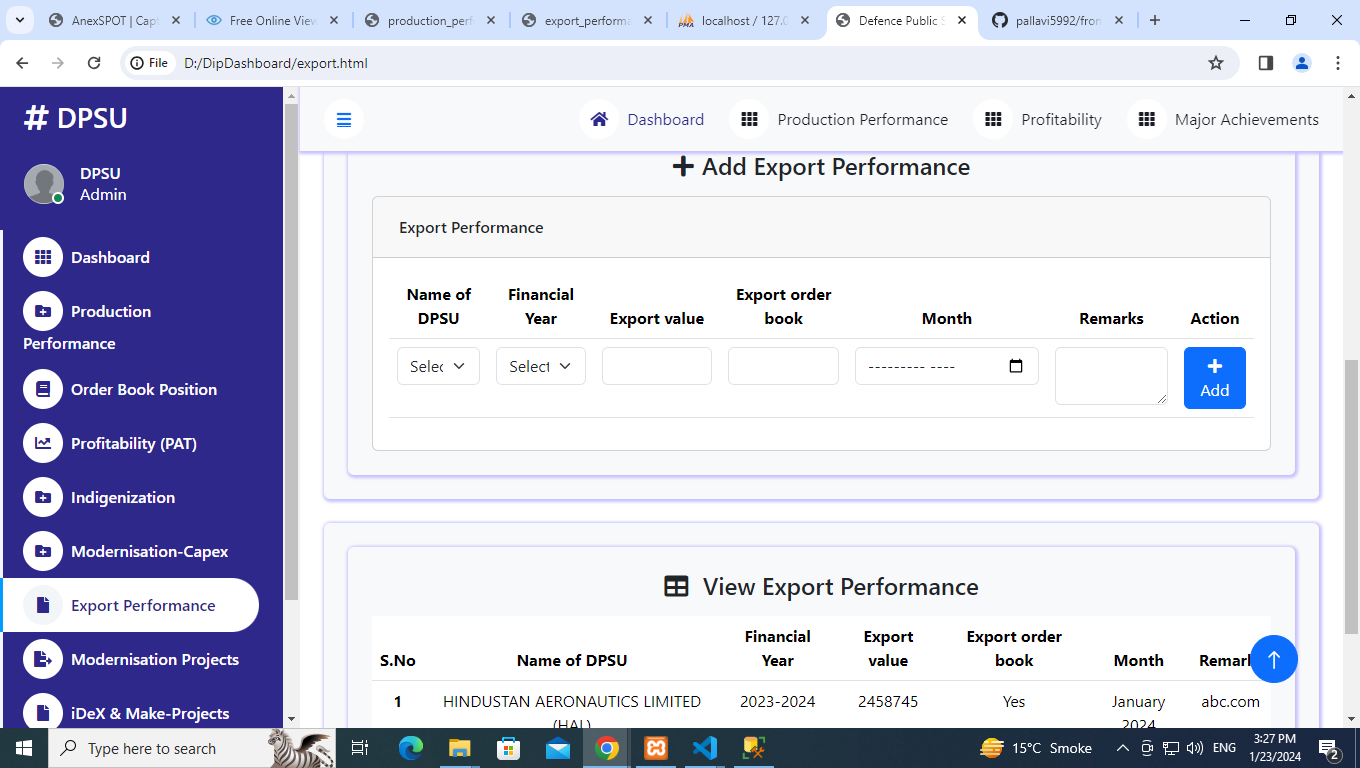 AnexSPOT | Capt
Free Online View
production_perf
export_performa
localhost / 127.0
Defence Public S
pallavi5992/fron
File
D:/DipDashboard/export.html
# DPSU
Dashboard
Production Performance
Profitability
Major Achievements
DPSU
Admin
Dashboard
Production
Performance
Order Book Position
Profitability (PAT)
Indigenization
Modernisation-Capex
Export Performance
Modernisation Projects
iDeX & Make-Projects
Add Export Performance
Export Performance
Name of DPSU
Financial Year
Export value
Export order book
Month
Remarks
Action
Selec
Select
--------- ----
Add
View Export Performance
S.No
Name of DPSU
Financial Year
Export value
Export order book
Month
Remark
1
HINDUSTAN AERONAUTICS LIMITED
(HAL)
2023-2024
2458745
Yes
January
2024
abc.com
Type here to search
15°C Smoke
ENG
3:27 PM
1/23/2024
2